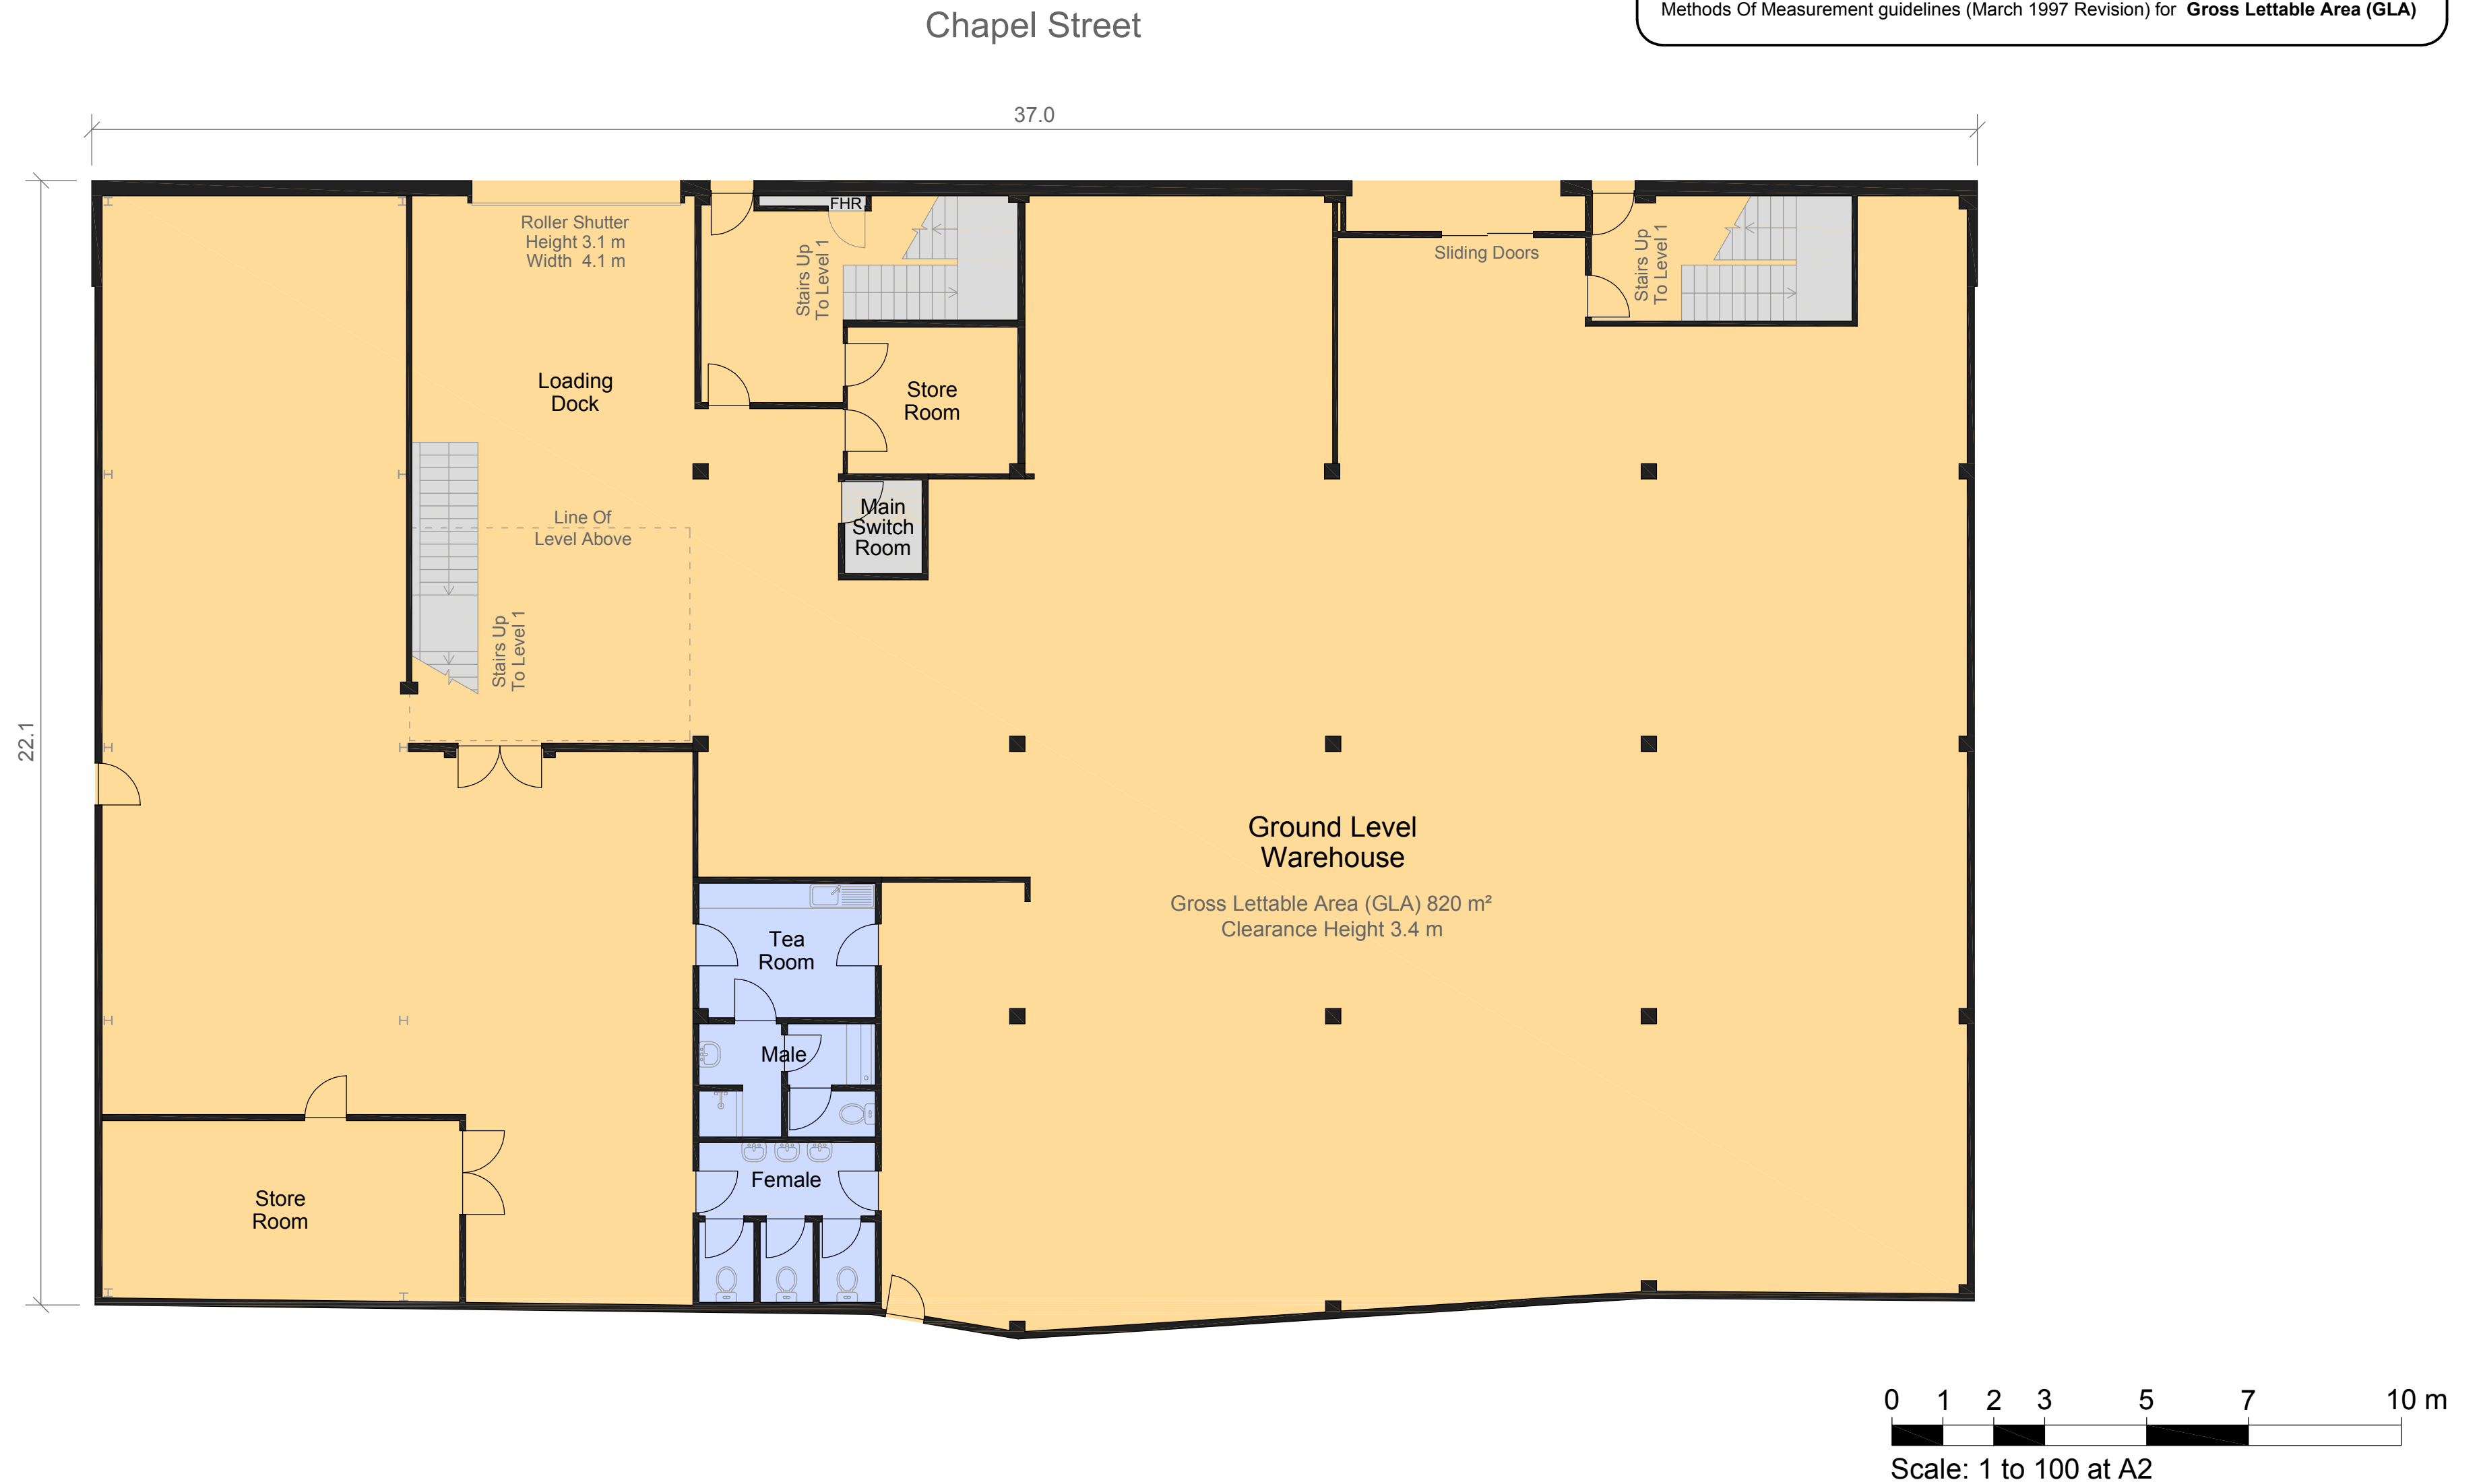 Chapel Street
Methods Of Measurement guidelines (March 1997 Revision) for Gross Lettable Area (GLA)
37.0
22.1
Roller Shutter
Height 3.1 m
Width 4.1 m
FHR
Stairs Up
To Level 1
Sliding Doors
Stairs Up
To Level 1
Loading
Dock
Store
Room
Main
Switch
Room
Line Of
Level Above
Stairs Up
To Level 1
Ground Level
Warehouse
Gross Lettable Area (GLA) 820 m²
Clearance Height 3.4 m
Tea
Room
Male
Female
Store
Room
0 1 2 3 5 7 10 m
Scale: 1 to 100 at A2